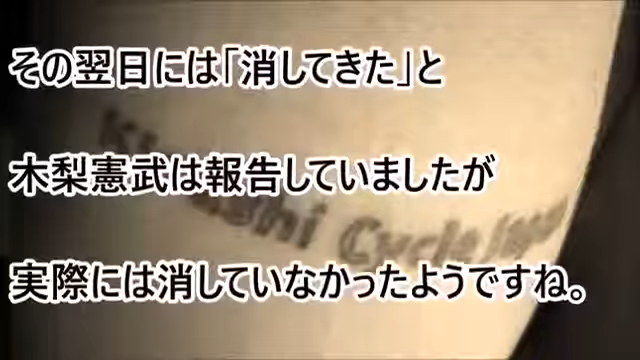 その翌日には「消してきた」と
木梨憲武は報告していましたが
実際には消していなかったようですね。
Cycle